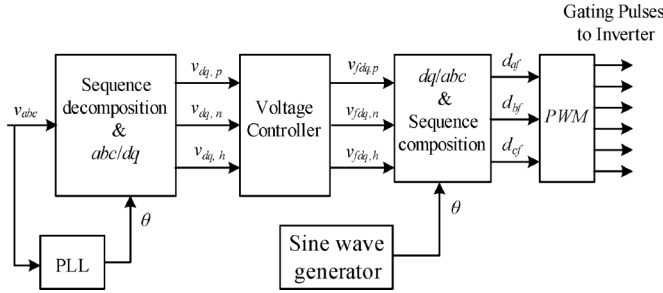 Gating Pulses
to Inverter
v_abc
Sequence
decomposition
&
abc/dq
v_dq, p
v_dq, n
v_dq, h
Voltage
Controller
v_fdq,p
v_fdq,n
v_fdq,h
dq/abc
&
Sequence
composition
d_af
d_bf
d_cf
PWM
θ
PLL
θ
Sine wave
generator